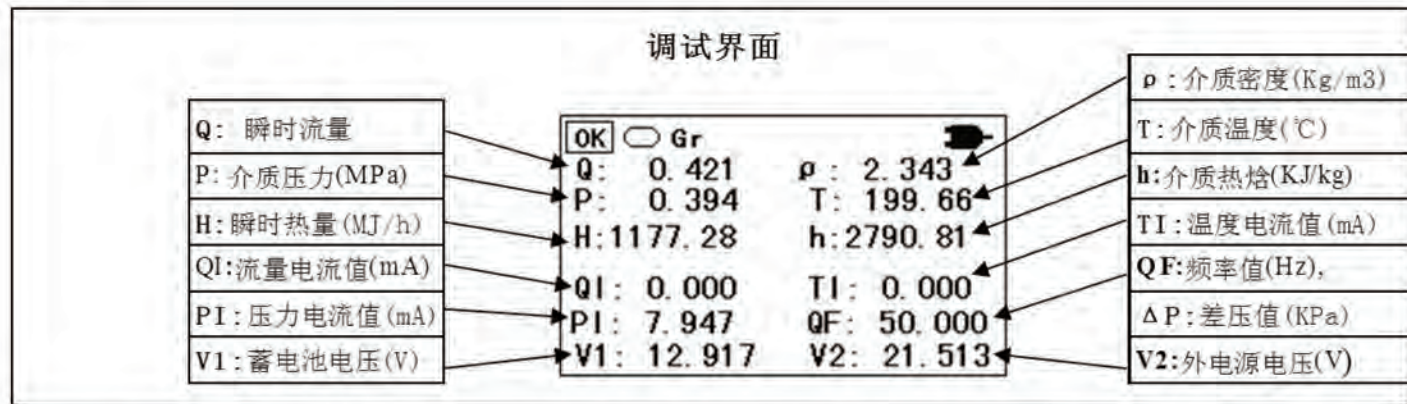 调试界面
Q: 瞬时流量
P: 介质压力(MPa)
H:瞬时热量(MJ/h)
QI:流量电流值(mA)
PI:压力电流值(mA)
V1:蓄电池电压(V)
OK Gr
Q: 0.421 ρ: 2.343
P: 0.394 T: 199.66
H:1177.28 h:2790.81
QI: 0.000 TI: 0.000
PI: 7.947 QF: 50.000
V1: 12.917 V2: 21.513
ρ:介质密度(Kg/m3)
T:介质温度(℃)
h:介质热焓(KJ/kg)
TI:温度电流值(mA)
QF:频率值(Hz),
ΔP:差压值(KPa)
V2:外电源电压(V)